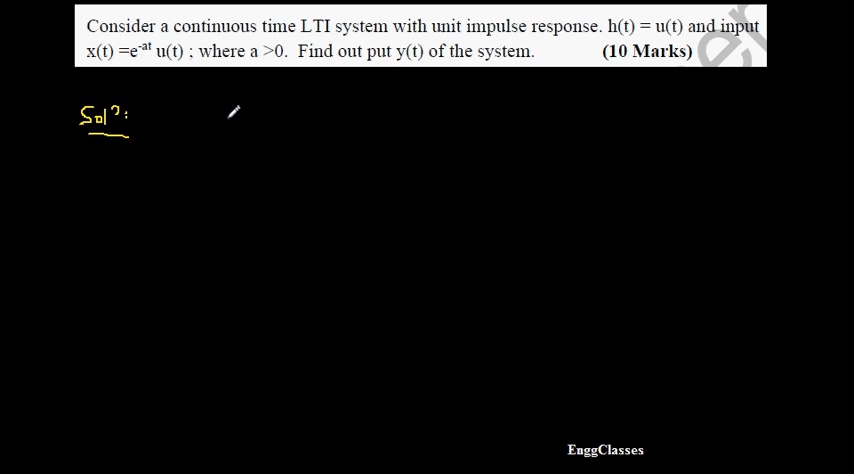 Consider a continuous time LTI system with unit impulse response. h(t) = u(t) and input
x(t) =e⁻ᵃᵗ u(t) ; where a >0. Find out put y(t) of the system. (10 Marks)
Solⁿ:
EnggClasses